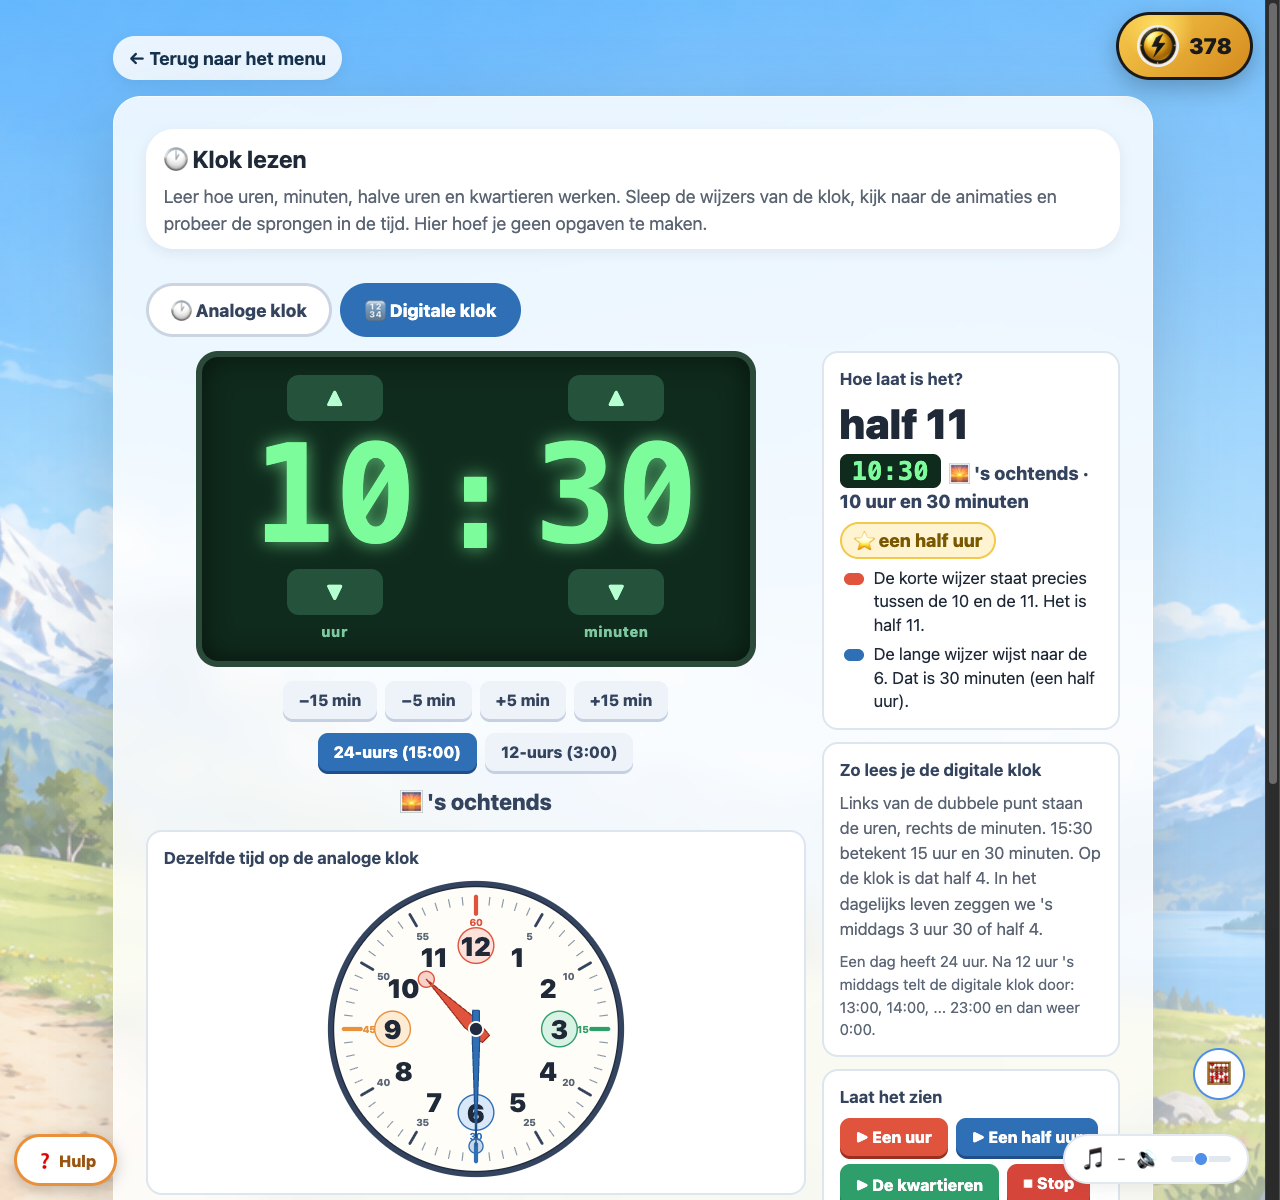 ← Terug naar het menu
378
Klok lezen
Leer hoe uren, minuten, halve uren en kwartieren werken. Sleep de wijzers van de klok, kijk naar de animaties en
probeer de sprongen in de tijd. Hier hoef je geen opgaven te maken.
Analoge klok
Digitale klok
10:30
uur
minuten
−15 min
−5 min
+5 min
+15 min
24-uurs (15:00)
12-uurs (3:00)
's ochtends
Dezelfde tijd op de analoge klok
60
12
5
1
10
2
15
3
20
4
25
5
30
6
35
7
40
8
45
9
50
10
55
11
Hoe laat is het?
half 11
10:30 's ochtends ·
10 uur en 30 minuten
een half uur
De korte wijzer staat precies
tussen de 10 en de 11. Het is
half 11.
De lange wijzer wijst naar de
6. Dat is 30 minuten (een half
uur).
Zo lees je de digitale klok
Links van de dubbele punt staan
de uren, rechts de minuten. 15:30
betekent 15 uur en 30 minuten. Op
de klok is dat half 4. In het
dagelijks leven zeggen we 's
middags 3 uur 30 of half 4.
Een dag heeft 24 uur. Na 12 uur 's
middags telt de digitale klok door:
13:00, 14:00, ... 23:00 en dan weer
0:00.
Laat het zien
Een uur
Een half uur
De kwartieren
Stop
Hulp